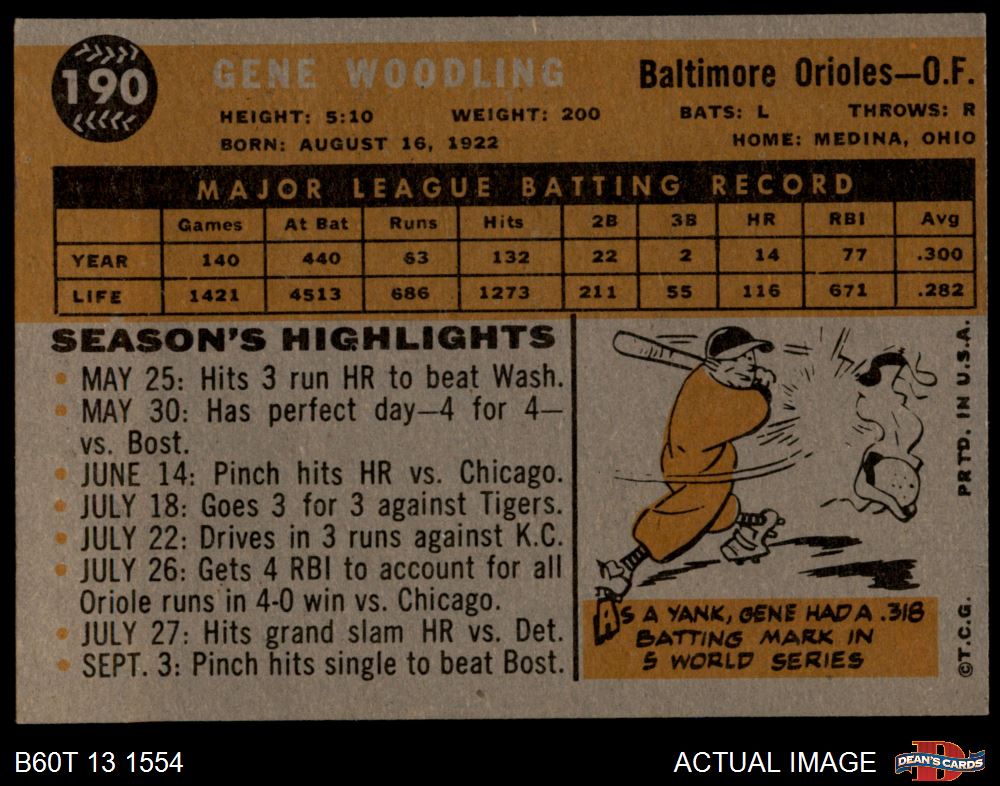 190
GENE WOODLING
Baltimore Orioles—O.F.
HEIGHT: 5:10 WEIGHT: 200 BATS: L THROWS: R
BORN: AUGUST 16, 1922 HOME: MEDINA, OHIO
MAJOR LEAGUE BATTING RECORD
Games At Bat Runs Hits 2B 3B HR RBI Avg
YEAR 140 440 63 132 22 2 14 77 .300
LIFE 1421 4513 686 1273 211 55 116 671 .282
SEASON'S HIGHLIGHTS
• MAY 25: Hits 3 run HR to beat Wash.
• MAY 30: Has perfect day—4 for 4—
vs. Bost.
• JUNE 14: Pinch hits HR vs. Chicago.
• JULY 18: Goes 3 for 3 against Tigers.
• JULY 22: Drives in 3 runs against K.C.
• JULY 26: Gets 4 RBI to account for all
Oriole runs in 4-0 win vs. Chicago.
• JULY 27: Hits grand slam HR vs. Det.
• SEPT. 3: Pinch hits single to beat Bost.
AS A YANK, GENE HAD A .318
BATTING MARK IN
5 WORLD SERIES
©T.C.G. PRTD. IN U.S.A.
B60T 13 1554
ACTUAL IMAGE
D
DEAN'S CARDS